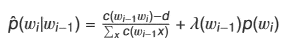 p̂(wᵢ|wᵢ₋₁) = (c(wᵢ₋₁wᵢ)−d) / (∑ₓ c(wᵢ₋₁x)) + λ(wᵢ₋₁)p(wᵢ)